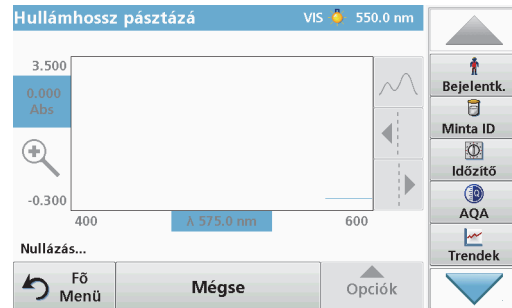 Hullámhossz pásztázá VIS 550.0 nm
3.500
0.000
Abs
-0.300
400 λ 575.0 nm 600
Nullázás...
Fő
Menü
Mégse
Opciók
Bejelentk.
Minta ID
Időzítő
AQA
Trendek